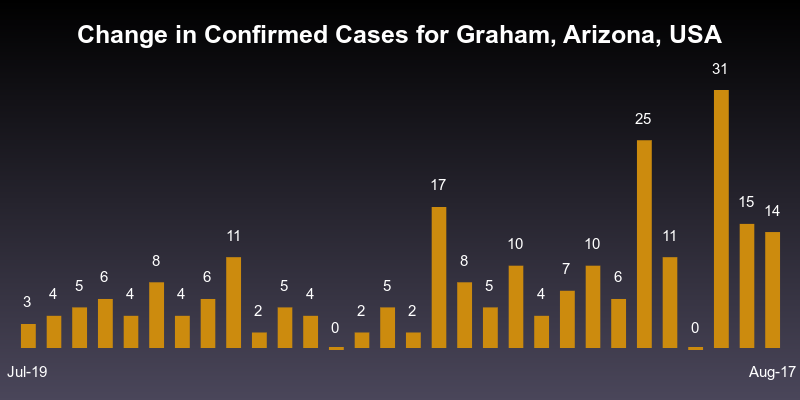 Change in Confirmed Cases for Graham, Arizona, USA
3 4 5 6 4 8 4 6 11 2 5 4 0 2 5 2 17 8 5 10 4 7 10 6 25 11 0 31 15 14
Jul-19 Aug-17